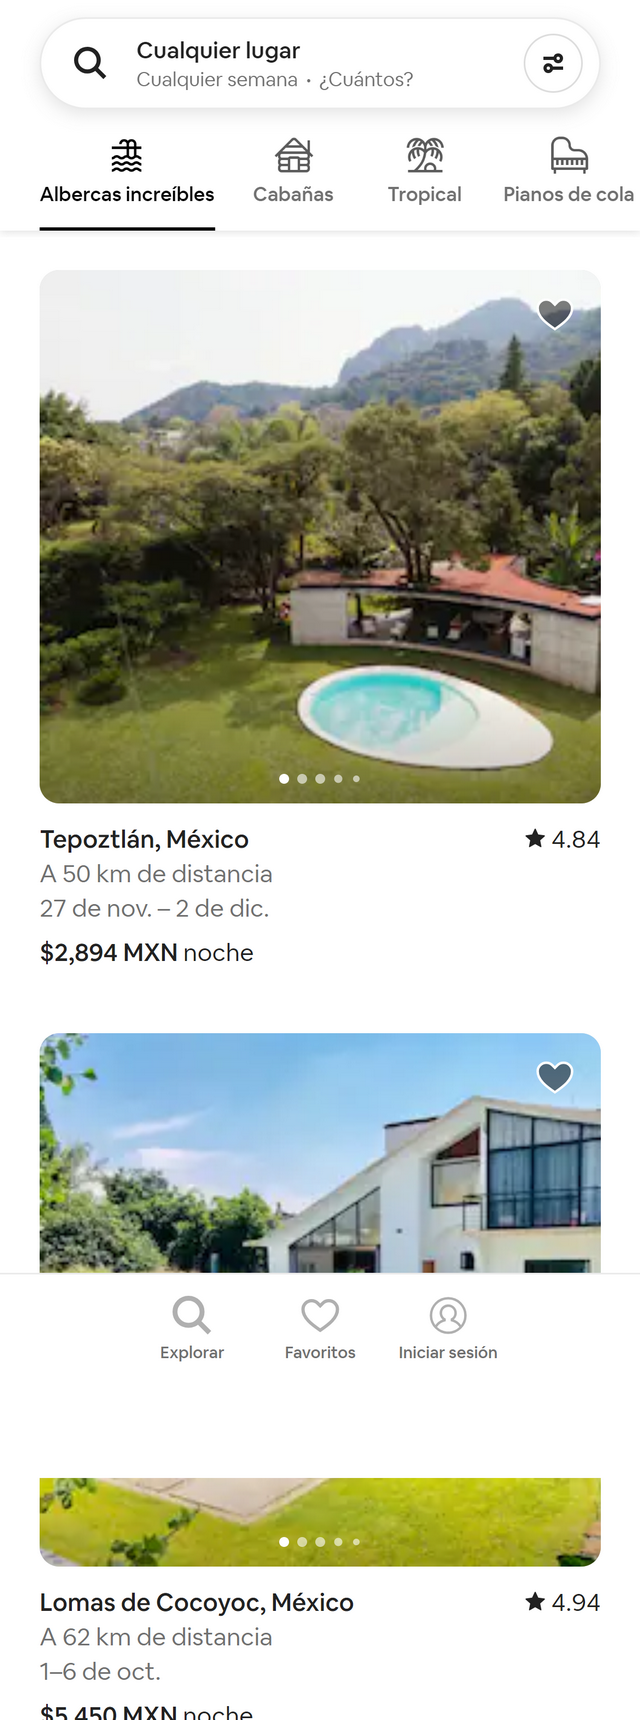 Cualquier lugar
Cualquier semana · ¿Cuántos?
Albercas increíbles
Cabañas
Tropical
Pianos de cola
Tepoztlán, México
4.84
A 50 km de distancia
27 de nov. – 2 de dic.
$2,894 MXN noche
Explorar
Favoritos
Iniciar sesión
Lomas de Cocoyoc, México
4.94
A 62 km de distancia
1–6 de oct.
$5,450 MXN noche